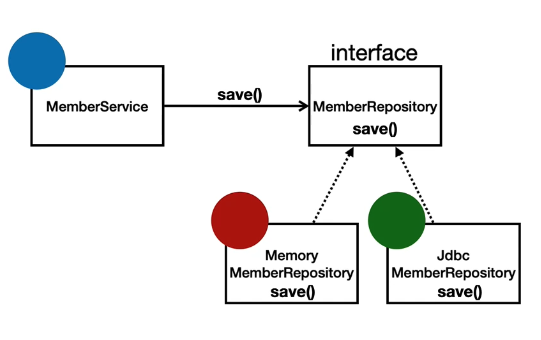 interface
MemberService
save()
MemberRepository
save()
Memory
MemberRepository
save()
Jdbc
MemberRepository
save()